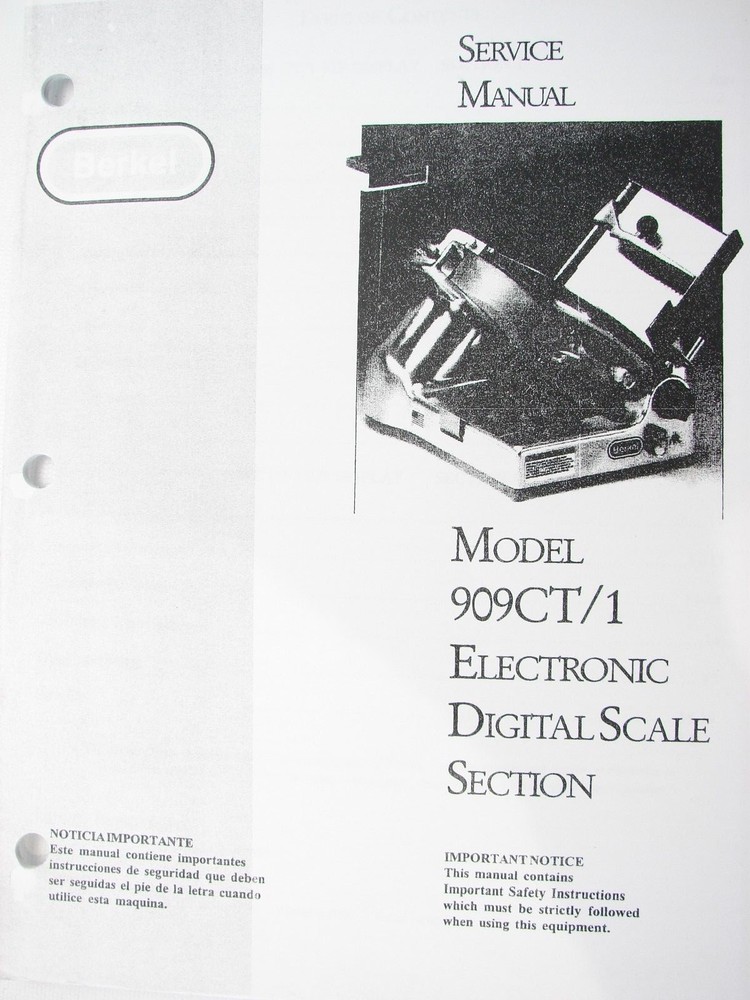 SERVICE
MANUAL
Berkel
Berkel
MODEL
909CT/1
ELECTRONIC
DIGITAL SCALE
SECTION
NOTICIA IMPORTANTE
Este manual contiene importantes
instrucciones de seguridad que deben
ser seguidas el pie de la letra cuando
utilice esta maquina.
IMPORTANT NOTICE
This manual contains
Important Safety Instructions
which must be strictly followed
when using this equipment.